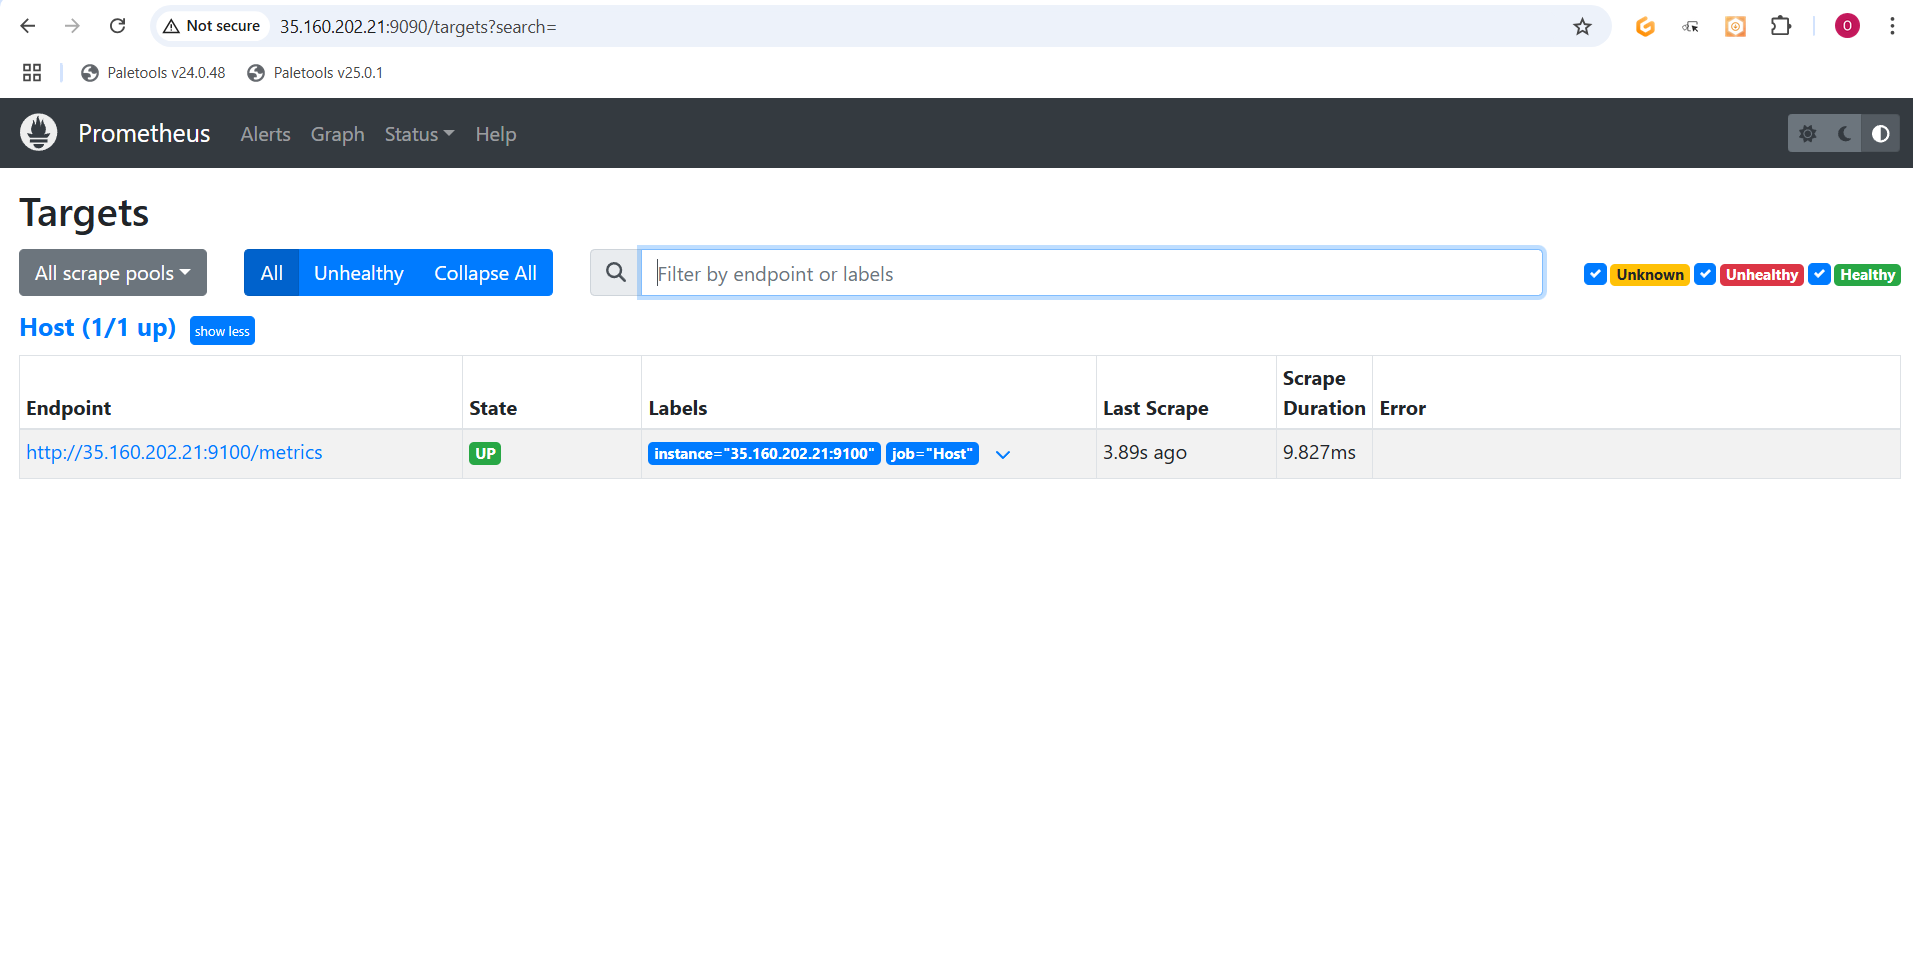 Not secure 35.160.202.21:9090/targets?search= O
Paletools v24.0.48 Paletools v25.0.1
Prometheus Alerts Graph Status Help
Targets
All scrape pools All Unhealthy Collapse All Filter by endpoint or labels Unknown Unhealthy Healthy
Host (1/1 up) show less
Endpoint State Labels Last Scrape Scrape Duration Error
http://35.160.202.21:9100/metrics UP instance="35.160.202.21:9100" job="Host" 3.89s ago 9.827ms